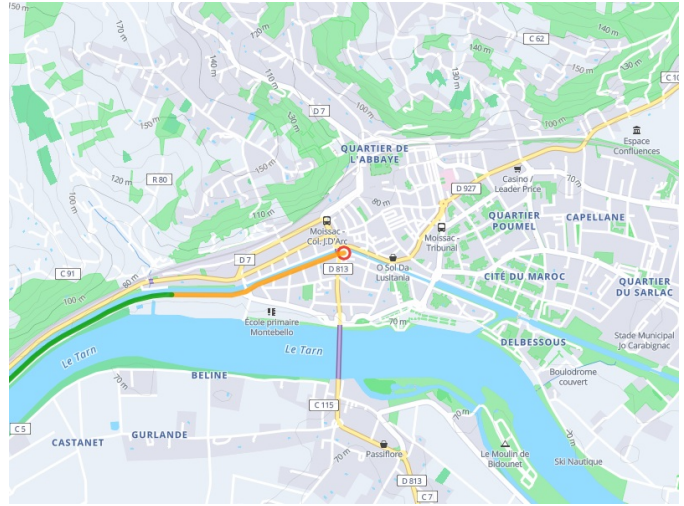 150 m
170 m
120 m
140 m
C 62
140 m
110 m
130 m
C 10
D 7
100 m
130 m
100 m
150 m
QUARTIER DE
L'ABBAYE
Espace
Confluences
150 m
120 m
R 80
Casino /
Leader Price
D 927
80 m
110 m
QUARTIER
POUMEL
CAPELLANE
Moissac -
Col. J.D'Arc
Moissac -
Tribunal
D 7
D 813
O Sol Da
Lusitania
C 91
80 m
CITÉ DU MAROC
QUARTIER
DU SARLAC
100 m
École primaire
Montebello
70 m
Stade Municipal
Jo Carabignac
Le Tarn
Le Tarn
DELBESSOUS
BELINE
70 m
Boulodrome
couvert
C 115
70 m
C 5
GURLANDE
CASTANET
70 m
Passiflore
70 m
Le Moulin de
Bidounet
Ski Nautique
D 813
C 7